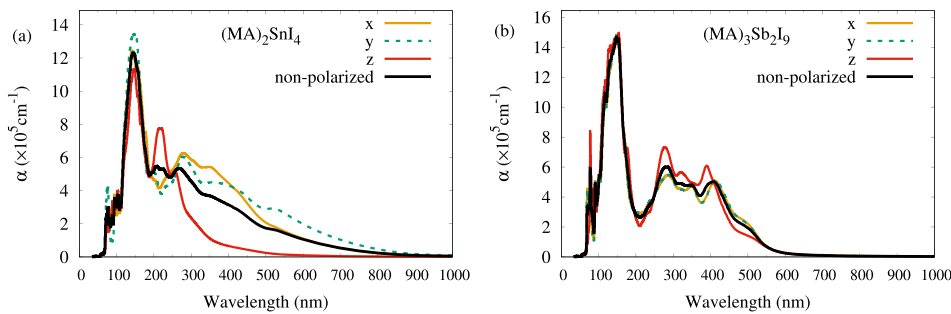 (a)
(MA)2SnI4
x
y
z
non-polarized
α (×10^5cm^-1)
14
12
10
8
6
4
2
0
0 100 200 300 400 500 600 700 800 900 1000
Wavelength (nm)
(b)
(MA)3Sb2I9
x
y
z
non-polarized
α (×10^5cm^-1)
16
14
12
10
8
6
4
2
0
0 100 200 300 400 500 600 700 800 900 1000
Wavelength (nm)